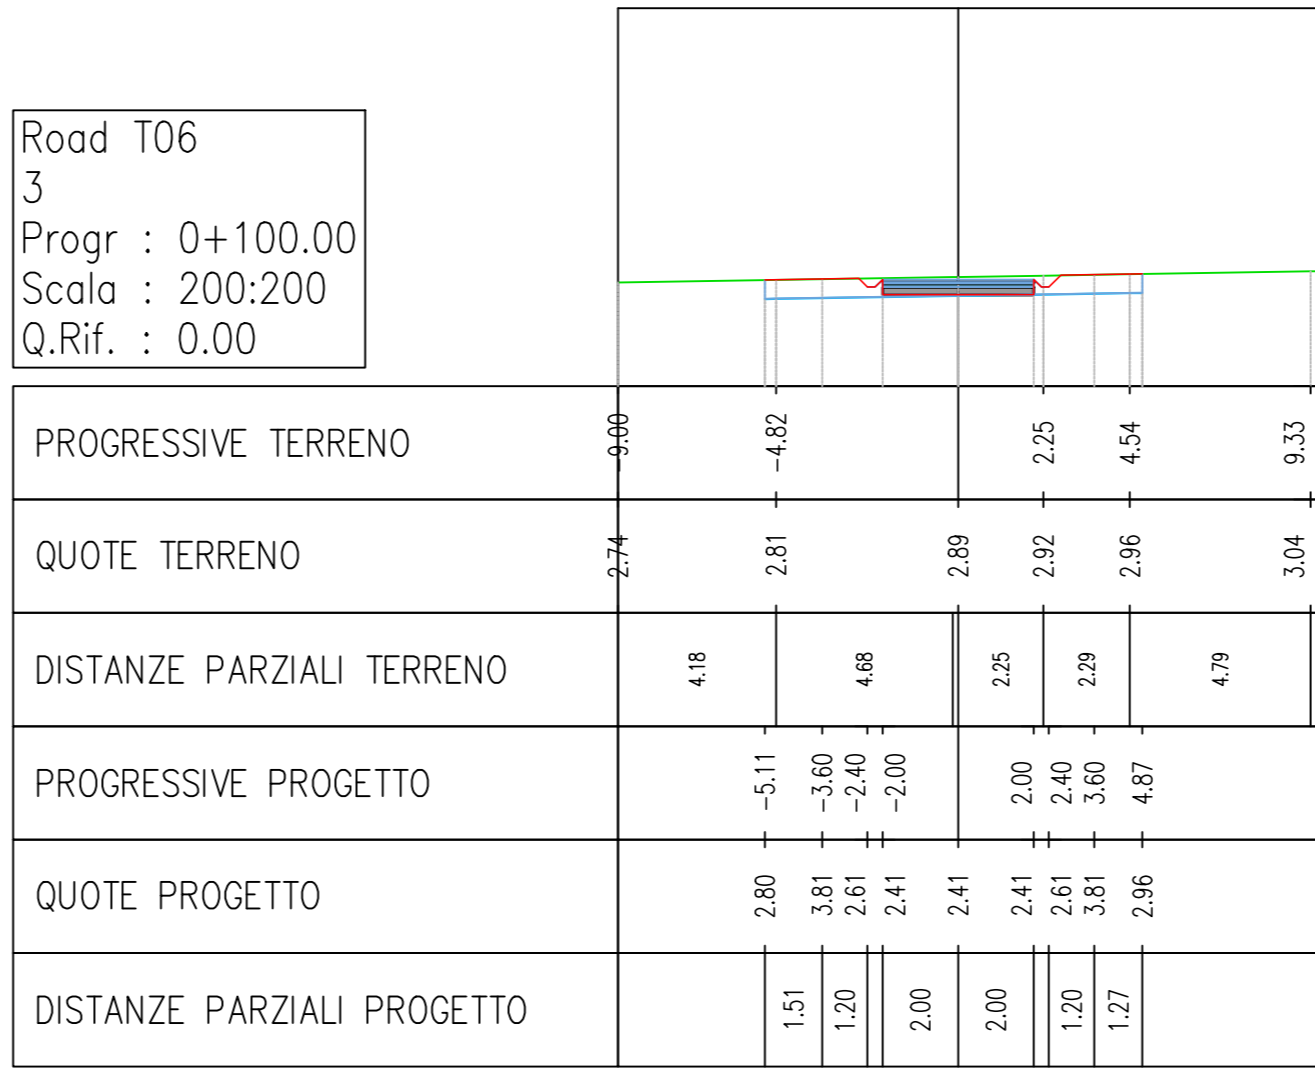 Road T06
3
Progr : 0+100.00
Scala : 200:200
Q.Rif. : 0.00
PROGRESSIVE TERRENO
-9.00 -4.82 2.25 4.54 9.33
QUOTE TERRENO
2.74 2.81 2.89 2.92 2.96 3.04
DISTANZE PARZIALI TERRENO
4.18 4.68 2.25 2.29 4.79
PROGRESSIVE PROGETTO
-5.11 -3.60 -2.40 -2.00 2.00 2.40 3.60 4.87
QUOTE PROGETTO
2.80 3.81 2.61 2.41 2.41 2.41 2.61 3.81 2.96
DISTANZE PARZIALI PROGETTO
1.51 1.20 2.00 2.00 1.20 1.27